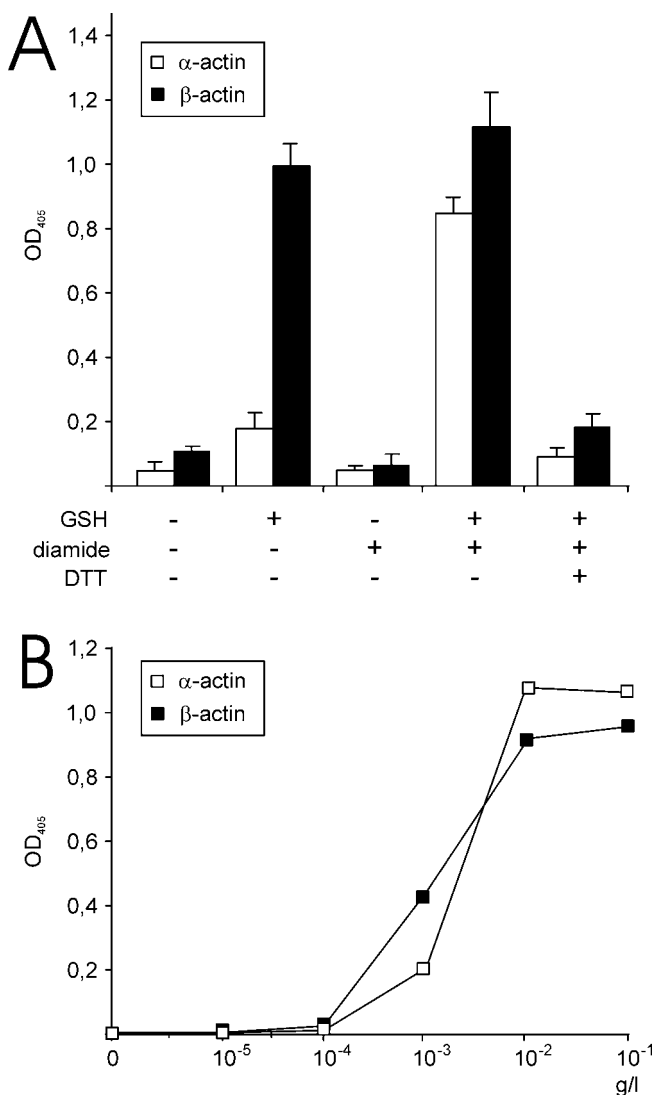 A
1,4
1,2
1,0
0,8
0,6
0,4
0,2
OD405
α-actin
β-actin
GSH - + - + +
diamide - - + + +
DTT - - - - +
B
1,2
1,0
0,8
0,6
0,4
0,2
OD405
α-actin
β-actin
0 10-5 10-4 10-3 10-2 10-1
g/l